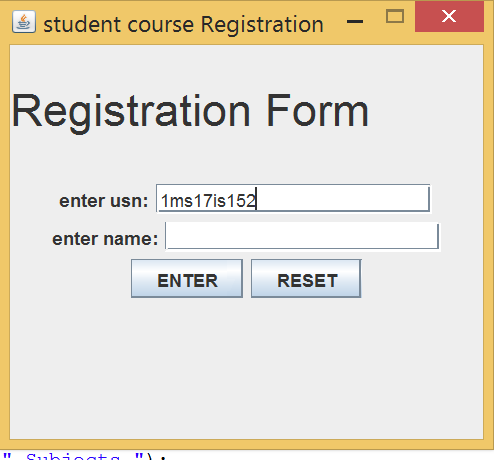 student course Registration
Registration Form
enter usn: 1ms17is152
enter name:
ENTER RESET
" Subjects ");